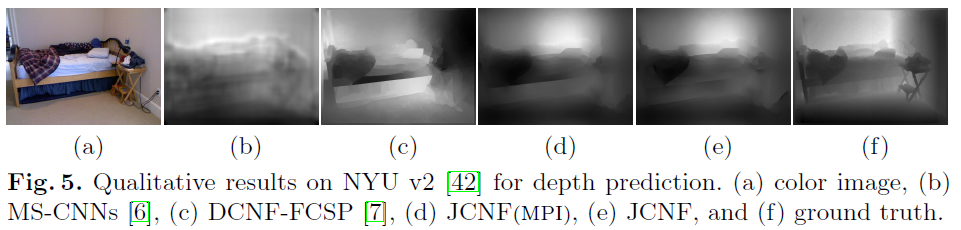 (a) (b) (c) (d) (e) (f)
Fig. 5. Qualitative results on NYU v2 [42] for depth prediction. (a) color image, (b)
MS-CNNs [6], (c) DCNF-FCSP [7], (d) JCNF(MPI), (e) JCNF, and (f) ground truth.